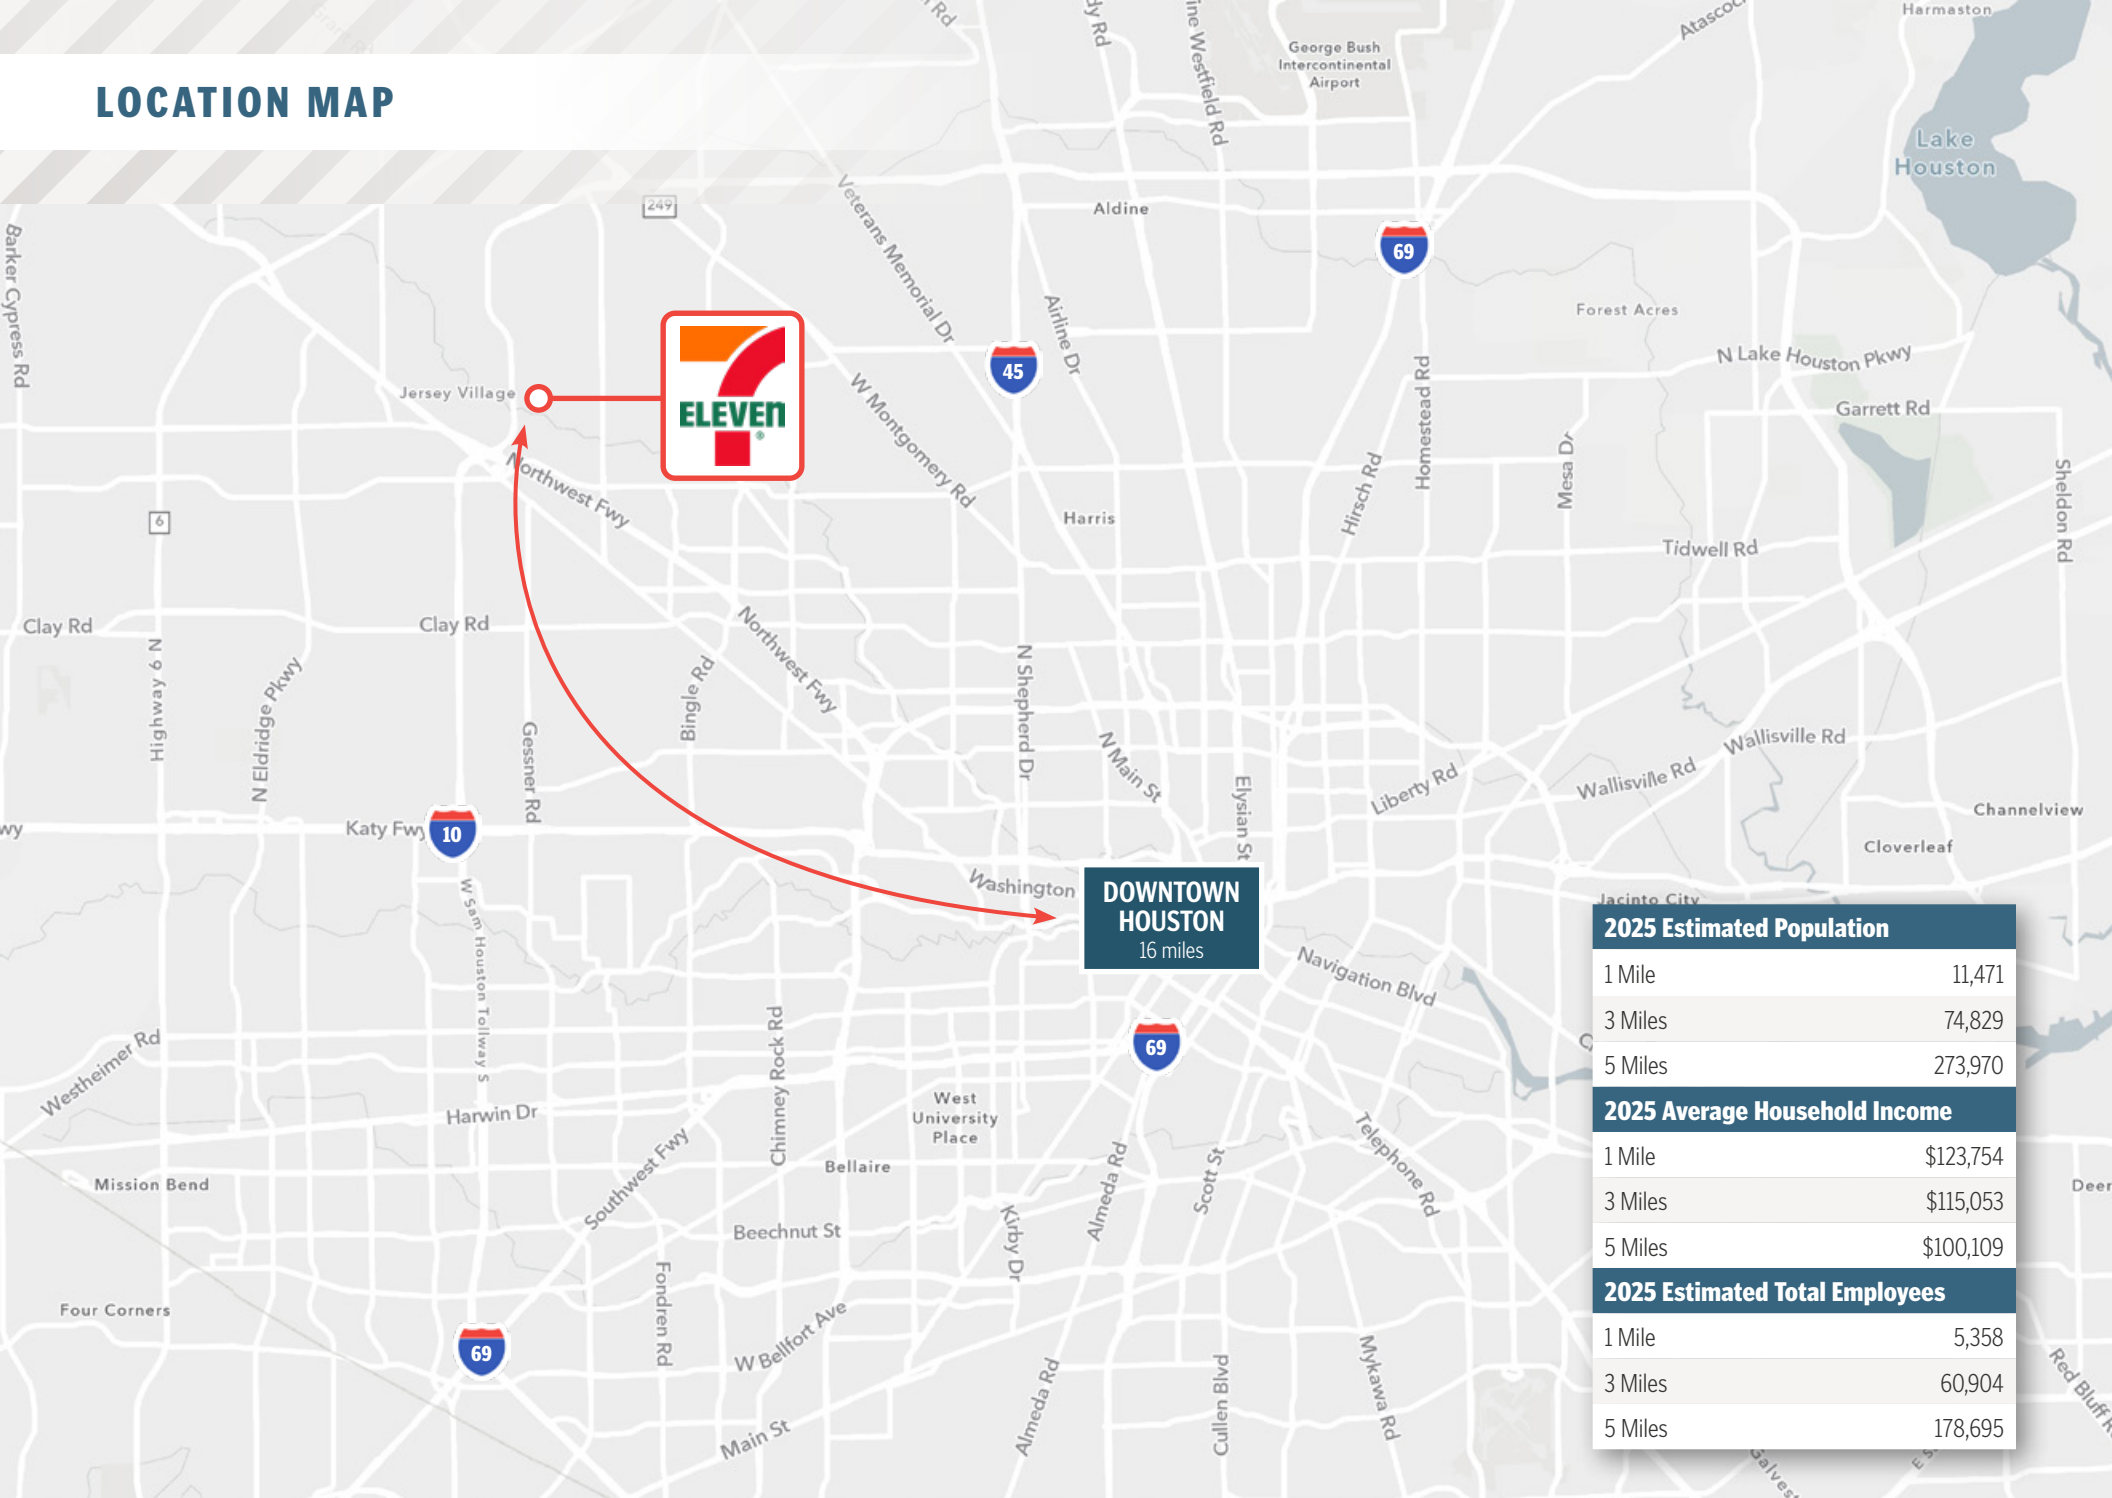 LOCATION MAP
George Bush
Intercontinental
Airport
Harmaston
Lake
Houston
249
Veterans Memorial Dr
Aldine
69
Barker Cypress Rd
Airline Dr
45
Forest Acres
N Lake Houston Pkwy
Garrett Rd
Jersey Village
ELEVEn
®
W Montgomery Rd
Homestead Rd
Hirsch Rd
Mesa Dr
Sheldon Rd
Northwest Fwy
6
Harris
Tidwell Rd
Clay Rd
Clay Rd
Highway 6 N
N Eldridge Pkwy
Bingle Rd
Northwest Fwy
N Shepherd Dr
N Main St
Elysian St
Gessner Rd
Liberty Rd
Wallisville Rd
Wallisville Rd
Channelview
Cloverleaf
wy
Katy Fwy
10
Washington
DOWNTOWN
HOUSTON
16 miles
Jacinto City
W Sam Houston Tollway S
Navigation Blvd
69
Westheimer Rd
Chimney Rock Rd
Harwin Dr
West
University
Place
Bellaire
Mission Bend
Southwest Fwy
Almeda Rd
Scott St
Telephone Rd
Beechnut St
Kirby Dr
Four Corners
69
Fondren Rd
W Bellfort Ave
Main St
Almeda Rd
Cullen Blvd
Mykawa Rd
Deer
Red Bluff
2025 Estimated Population
1 Mile 11,471
3 Miles 74,829
5 Miles 273,970
2025 Average Household Income
1 Mile $123,754
3 Miles $115,053
5 Miles $100,109
2025 Estimated Total Employees
1 Mile 5,358
3 Miles 60,904
5 Miles 178,695